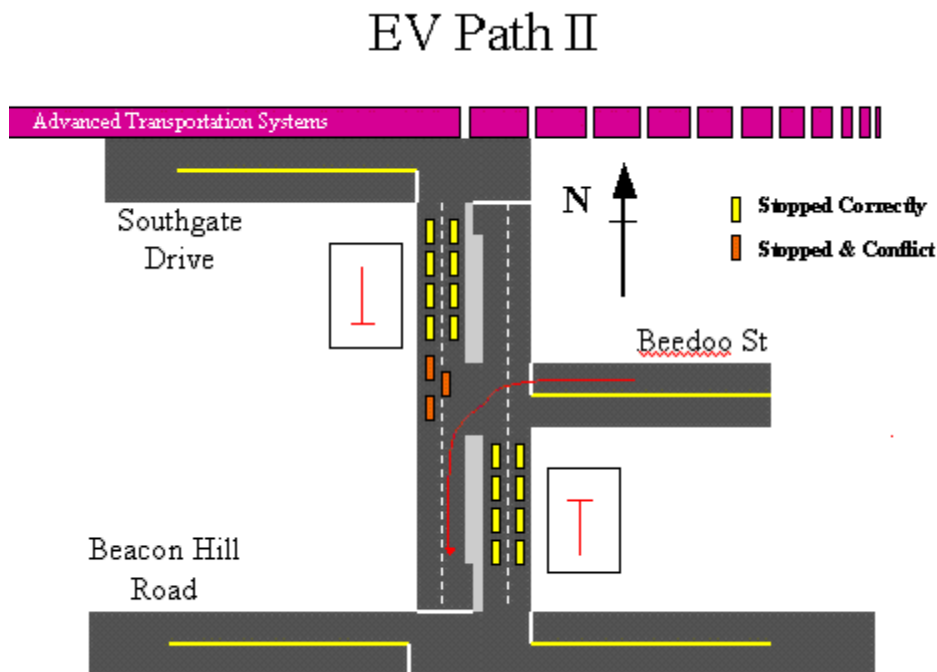 EV Path II
Advanced Transportation Systems
N
Stopped Correctly
Stopped & Conflict
Southgate
Drive
Beedoo St
Beacon Hill
Road